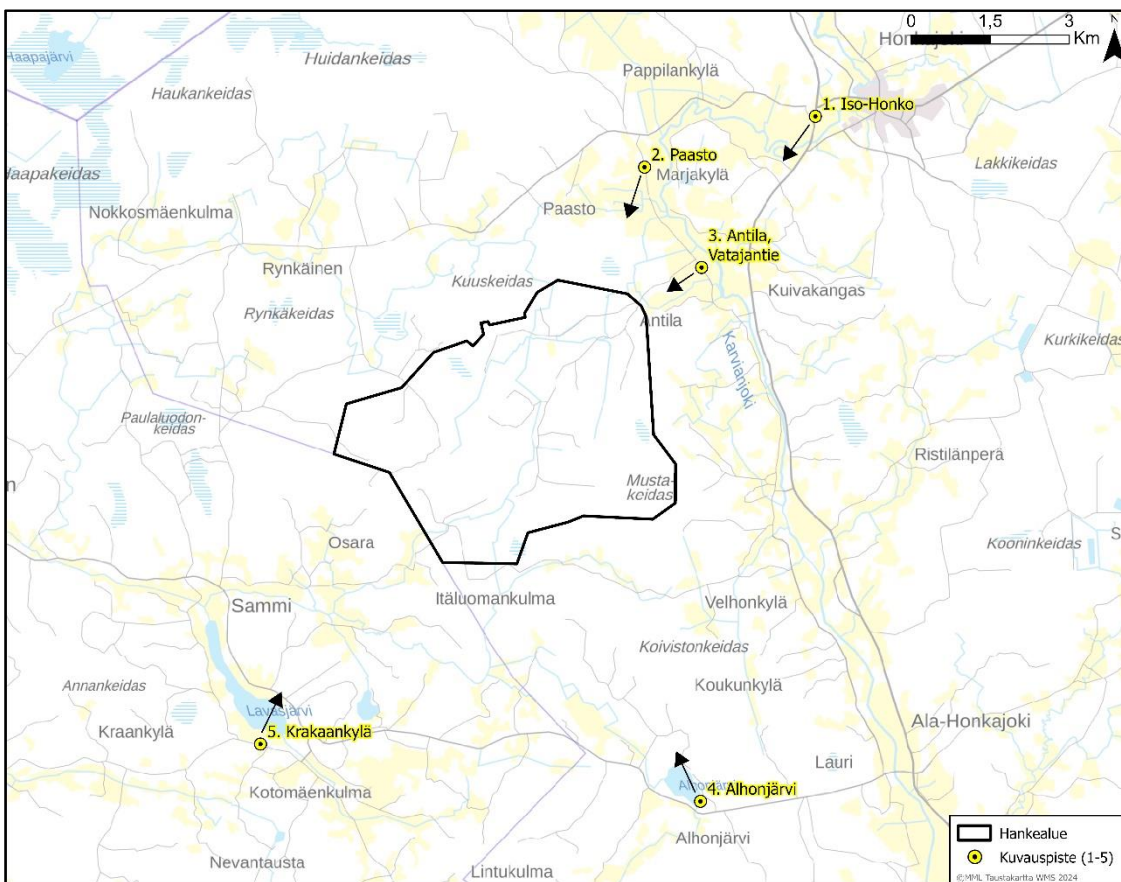 0 1,5 3
Km
Haapajärvi
Huidankeidas
Honkajoki
Pappilankylä
Haukankeidas
1. Iso-Honko
Lakkikeidas
2. Paasto
Marjakylä
Haapakeidas
Nokkosmäenkulma
Paasto
3. Antila,
Vatajantie
Rynkäinen
Kuuskeidas
Kuivakangas
Rynkäkeidas
Antila
Kurkikeidas
Karvianjoki
Paulaluodon-
keidas
Ristilänperä
n
Musta-
keidas
Osara
Kooninkeidas
S
Itäluomankulma
Velhonkylä
Sammi
Koivistonkeidas
Annankeidas
Koukunkylä
Lavasjärvi
Kraankylä
5. Krakaankylä
Ala-Honkajoki
Lauri
Alhonjärvi
4. Alhonjärvi
Kotomäenkulma
Alhonjärvi
Nevantausta
Lintukulma
Hankealue
Kuvauspiste (1-5)
©MML Taustakartta WMS 2024